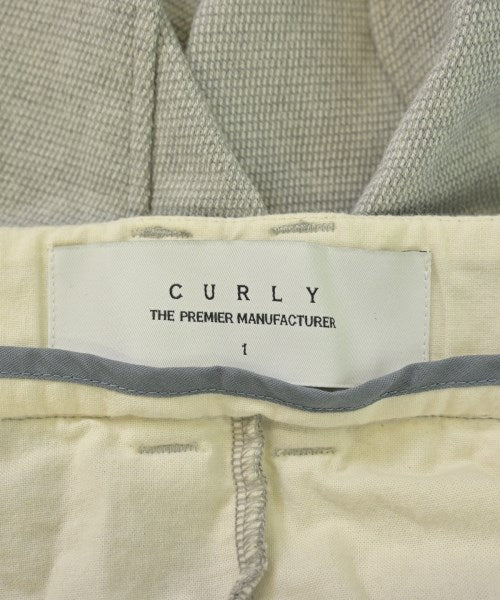 CURLY
THE PREMIER MANUFACTURER
1